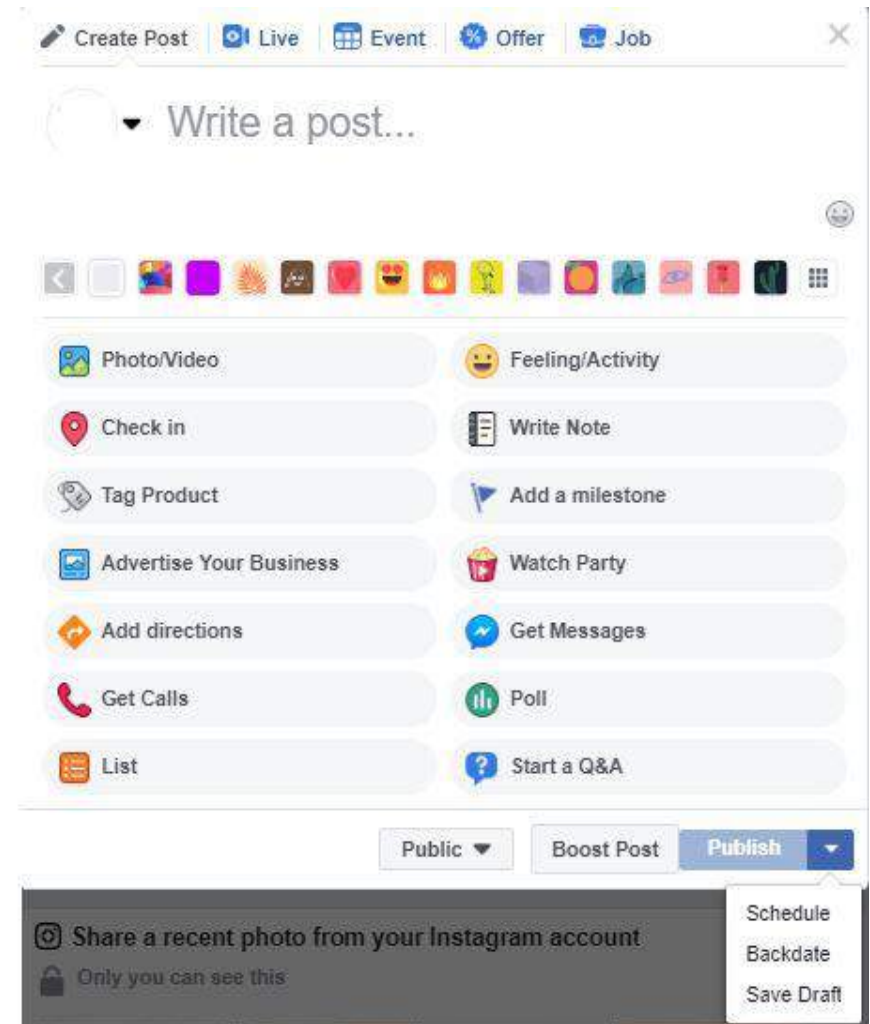 Create Post Live Event Offer Job
Write a post...
Photo/Video Feeling/Activity
Check in Write Note
Tag Product Add a milestone
Advertise Your Business Watch Party
Add directions Get Messages
Get Calls Poll
List Start a Q&A
Public Boost Post Publish
Schedule
Share a recent photo from your Instagram account
Backdate
Only you can see this
Save Draft